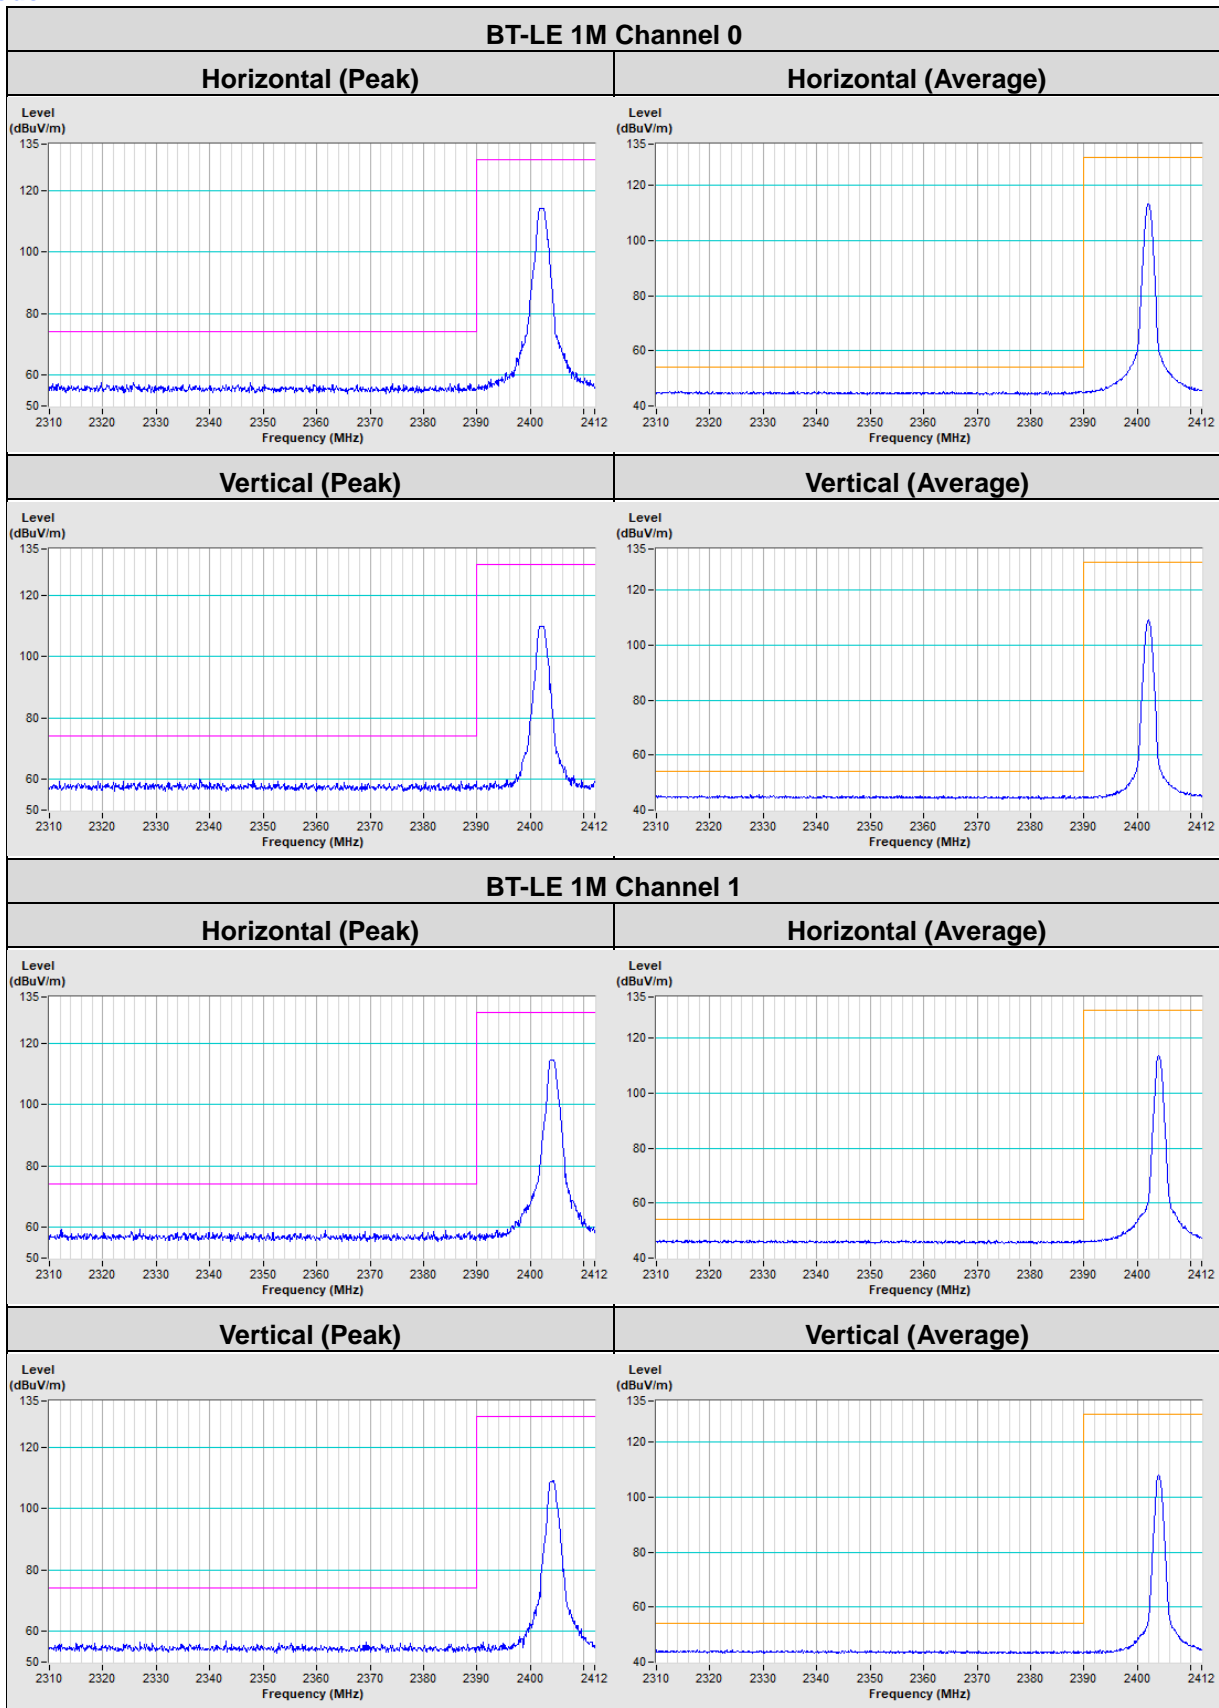 BT-LE 1M Channel 0
Horizontal (Peak) Horizontal (Average)
Level
(dBuV/m)
135
120
100
80
60
50
2310 2320 2330 2340 2350 2360 2370 2380 2390 2400 2412
Frequency (MHz)
Level
(dBuV/m)
135
120
100
80
60
40
2310 2320 2330 2340 2350 2360 2370 2380 2390 2400 2412
Frequency (MHz)
Vertical (Peak) Vertical (Average)
Level
(dBuV/m)
135
120
100
80
60
50
2310 2320 2330 2340 2350 2360 2370 2380 2390 2400 2412
Frequency (MHz)
Level
(dBuV/m)
135
120
100
80
60
40
2310 2320 2330 2340 2350 2360 2370 2380 2390 2400 2412
Frequency (MHz)
BT-LE 1M Channel 1
Horizontal (Peak) Horizontal (Average)
Level
(dBuV/m)
135
120
100
80
60
50
2310 2320 2330 2340 2350 2360 2370 2380 2390 2400 2412
Frequency (MHz)
Level
(dBuV/m)
135
120
100
80
60
40
2310 2320 2330 2340 2350 2360 2370 2380 2390 2400 2412
Frequency (MHz)
Vertical (Peak) Vertical (Average)
Level
(dBuV/m)
135
120
100
80
60
50
2310 2320 2330 2340 2350 2360 2370 2380 2390 2400 2412
Frequency (MHz)
Level
(dBuV/m)
135
120
100
80
60
40
2310 2320 2330 2340 2350 2360 2370 2380 2390 2400 2412
Frequency (MHz)